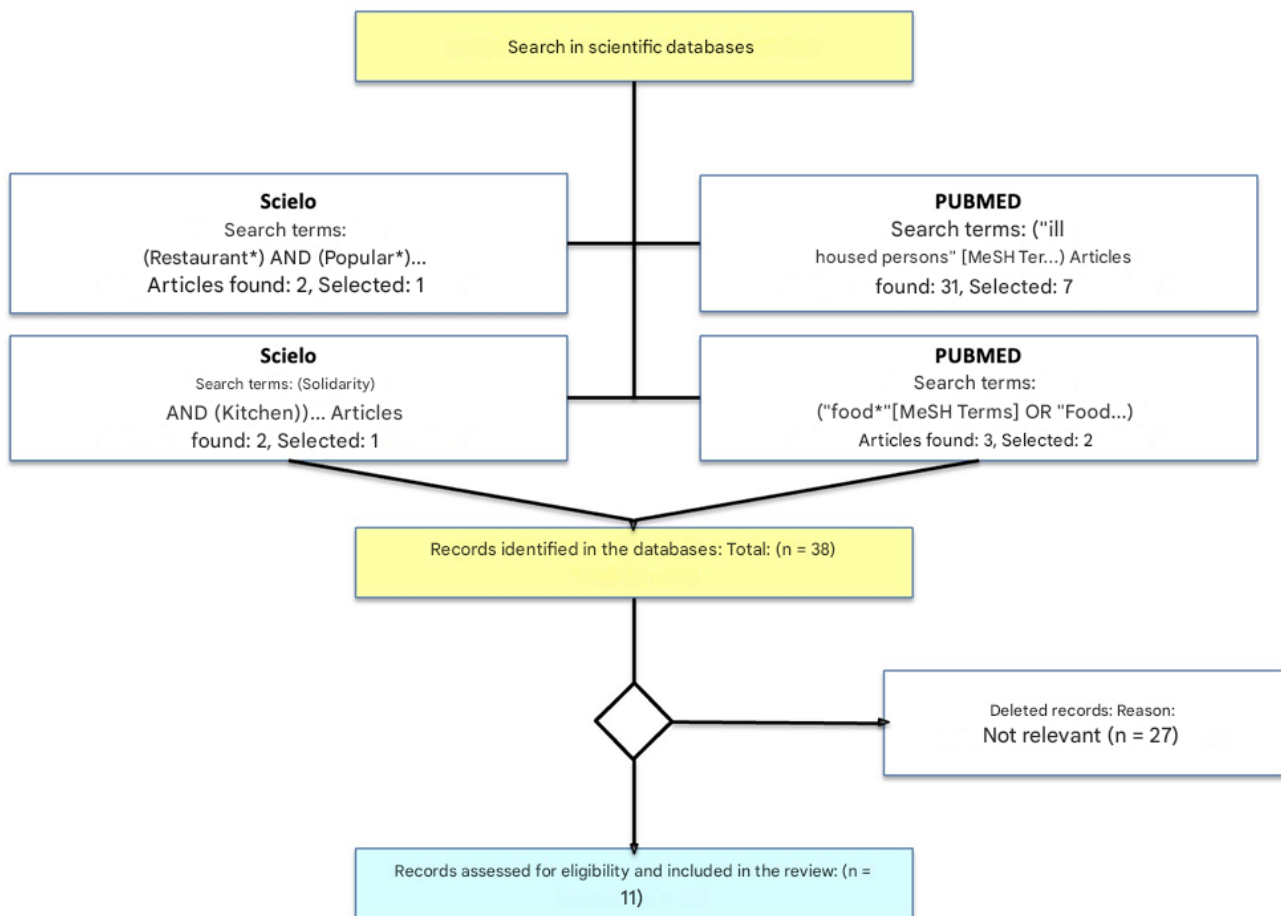 Search in scientific databases
Scielo
Search terms:
(Restaurant*) AND (Popular*)...
Articles found: 2, Selected: 1
PUBMED
Search terms: ("ill
housed persons" [MeSH Ter...) Articles
found: 31, Selected: 7
Scielo
Search terms: (Solidarity)
AND (Kitchen))... Articles
found: 2, Selected: 1
PUBMED
Search terms:
("food*"[MeSH Terms] OR "Food...)
Articles found: 3, Selected: 2
Records identified in the databases: Total: (n = 38)
Deleted records: Reason:
Not relevant (n = 27)
Records assessed for eligibility and included in the review: (n =
11)